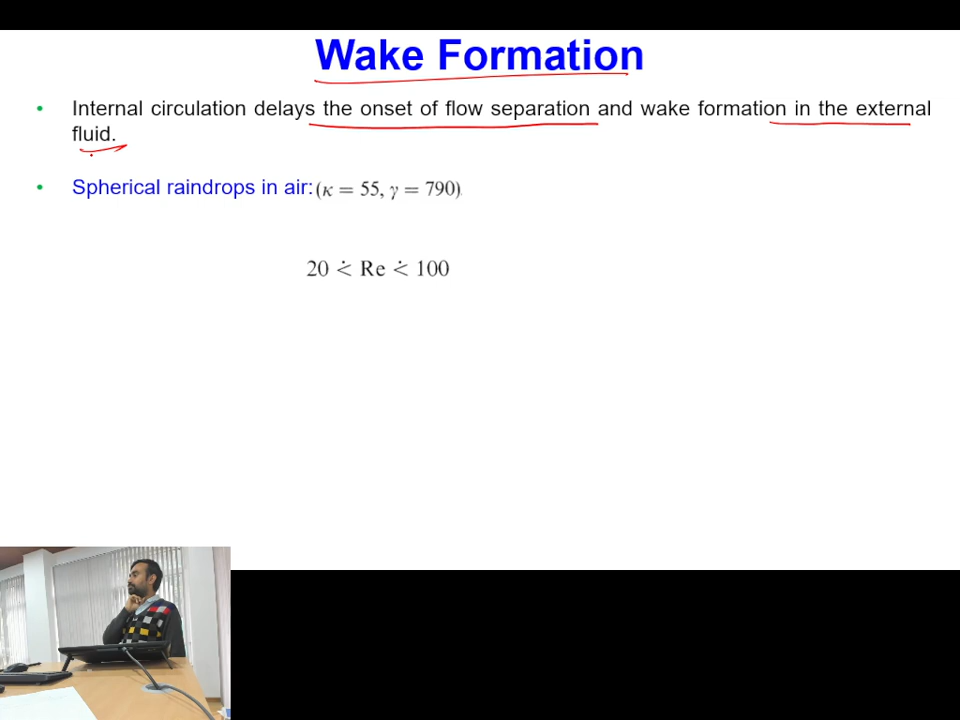 Wake Formation
• Internal circulation delays the onset of flow separation and wake formation in the external
fluid.
• Spherical raindrops in air: (κ = 55, γ = 790)
20 ⋖ Re ⋖ 100